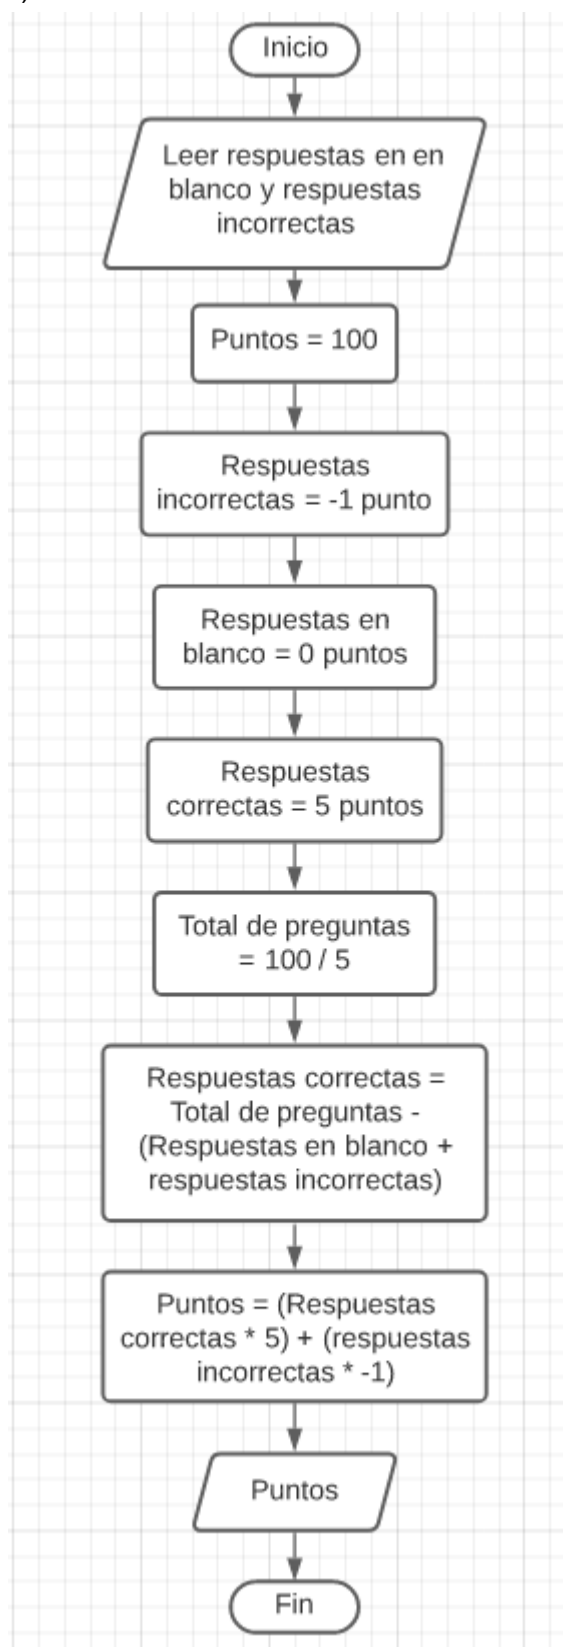 Inicio
Leer respuestas en en
blanco y respuestas
incorrectas
Puntos = 100
Respuestas
incorrectas = -1 punto
Respuestas en
blanco = 0 puntos
Respuestas
correctas = 5 puntos
Total de preguntas
= 100 / 5
Respuestas correctas =
Total de preguntas -
(Respuestas en blanco +
respuestas incorrectas)
Puntos = (Respuestas
correctas * 5) + (respuestas
incorrectas * -1)
Puntos
Fin